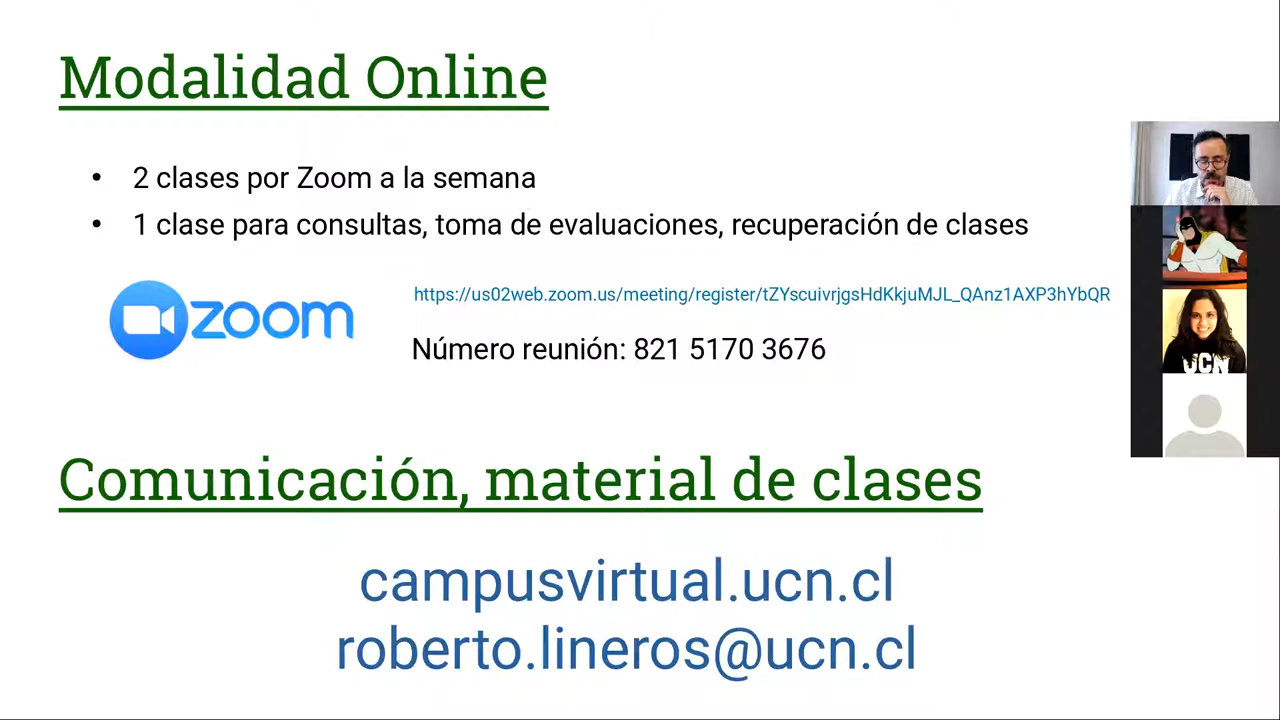 Modalidad Online
• 2 clases por Zoom a la semana
• 1 clase para consultas, toma de evaluaciones, recuperación de clases
zoom
https://us02web.zoom.us/meeting/register/tZYscuivrjgsHdKkjuMJL_QAnz1AXP3hYbQR
Número reunión: 821 5170 3676
UCN
Comunicación, material de clases
campusvirtual.ucn.cl
roberto.lineros@ucn.cl